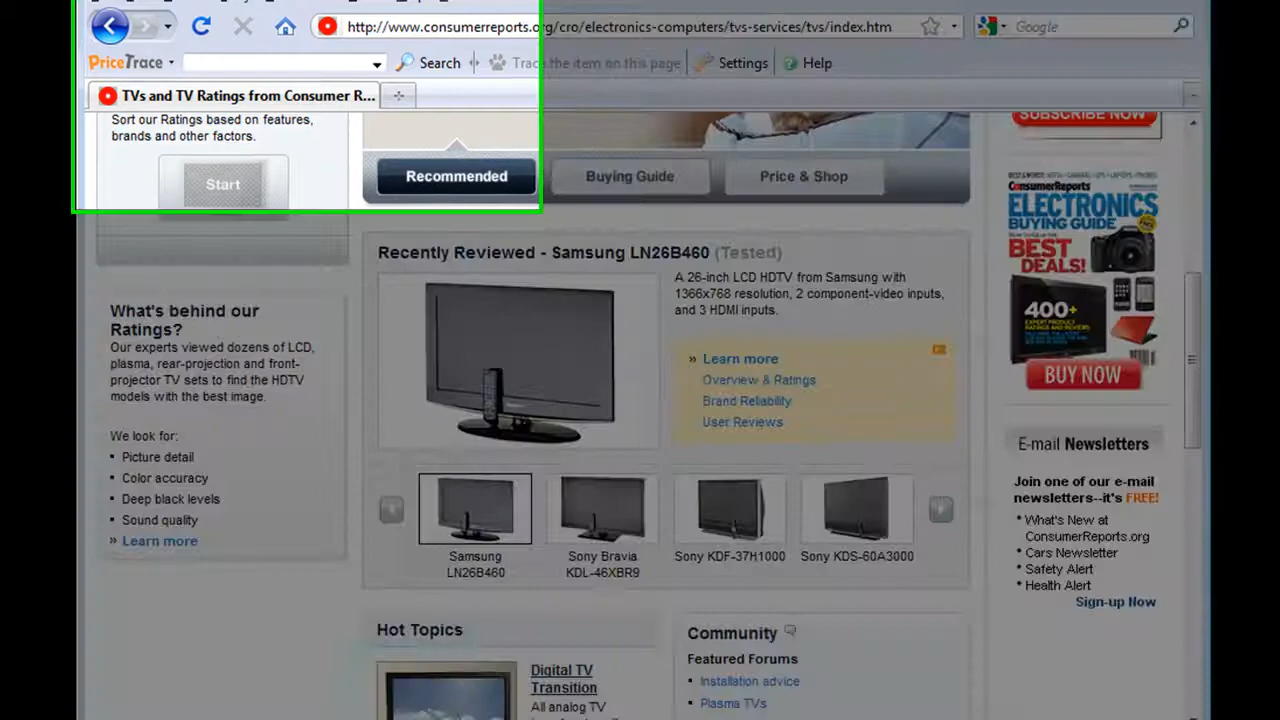 http://www.consumerreports.org/cro/electronics-computers/tvs-services/tvs/index.htm
Google
PriceTrace
Search
Trace the item on this page
Settings
Help
TVs and TV Ratings from Consumer R...
Sort our Ratings based on features,
brands and other factors.
Start
Recommended
Buying Guide
Price & Shop
SUBSCRIBE NOW
ConsumerReports
ELECTRONICS
BUYING GUIDE
BEST
DEALS!
400+
BUY NOW
Recently Reviewed - Samsung LN26B460 (Tested)
A 26-inch LCD HDTV from Samsung with
1366x768 resolution, 2 component-video inputs,
and 3 HDMI inputs.
» Learn more
Overview & Ratings
Brand Reliability
User Reviews
What's behind our
Ratings?
Our experts viewed dozens of LCD,
plasma, rear-projection and front-
projector TV sets to find the HDTV
models with the best image.
We look for:
• Picture detail
• Color accuracy
• Deep black levels
• Sound quality
» Learn more
Samsung
LN26B460
Sony Bravia
KDL-46XBR9
Sony KDF-37H1000
Sony KDS-60A3000
E-mail Newsletters
Join one of our e-mail
newsletters--it's FREE!
* What's New at
ConsumerReports.org
* Cars Newsletter
* Safety Alert
* Health Alert
Sign-up Now
Hot Topics
Digital TV
Transition
All analog TV
Community
Featured Forums
• Installation advice
• Plasma TVs